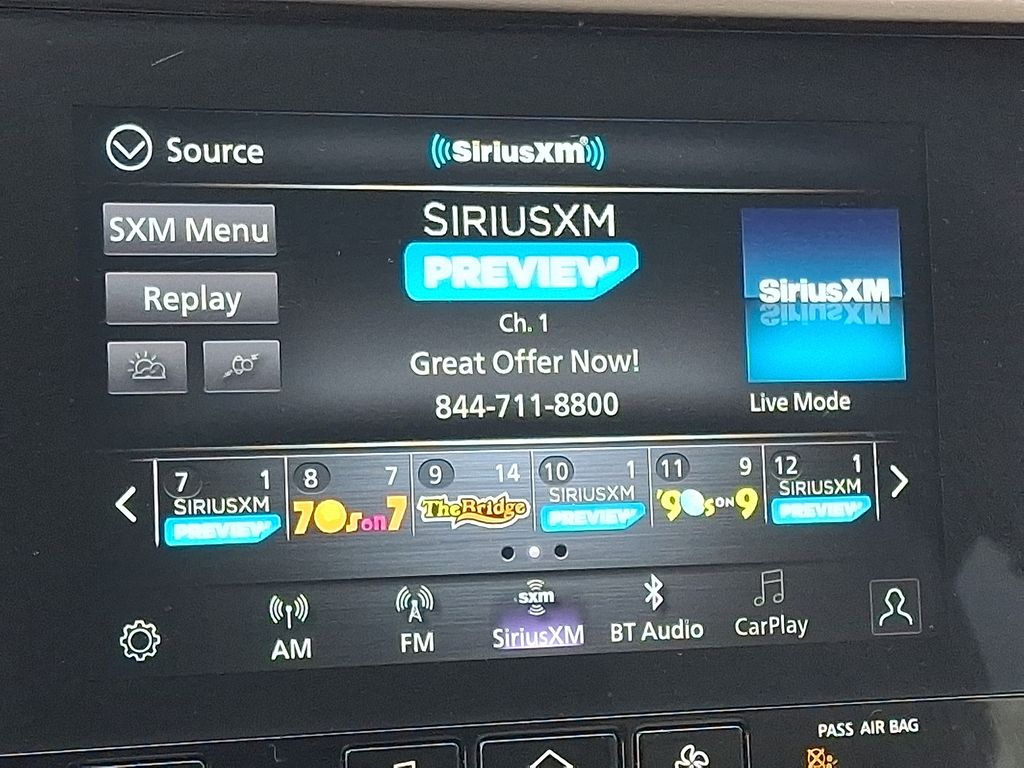 Source
SiriusXM
SXM Menu
SIRIUSXM
PREVIEW
Replay
SiriusXM
Ch. 1
Great Offer Now!
844-711-8800
Live Mode
7 1
SIRIUSXM
PREVIEW
8 7
70s on 7
9 14
The Bridge
10 1
SIRIUSXM
PREVIEW
11 9
'90s ON 9
12 1
SIRIUSXM
PREVIEW
AM
FM
sxm
SiriusXM
BT Audio
CarPlay
PASS AIR BAG